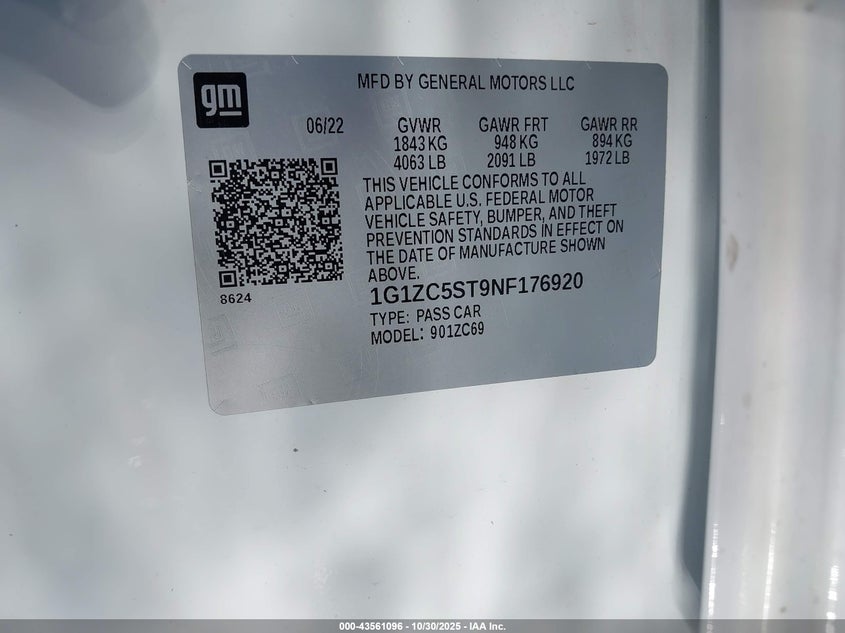 gm
MFD BY GENERAL MOTORS LLC
06/22 GVWR GAWR FRT GAWR RR
1843 KG 948 KG 894 KG
4063 LB 2091 LB 1972 LB
THIS VEHICLE CONFORMS TO ALL
APPLICABLE U.S. FEDERAL MOTOR
VEHICLE SAFETY, BUMPER, AND THEFT
PREVENTION STANDARDS IN EFFECT ON
THE DATE OF MANUFACTURE SHOWN
ABOVE.
8624
1G1ZC5ST9NF176920
TYPE: PASS CAR
MODEL: 901ZC69
000-43561096 - 10/30/2025 - IAA Inc.